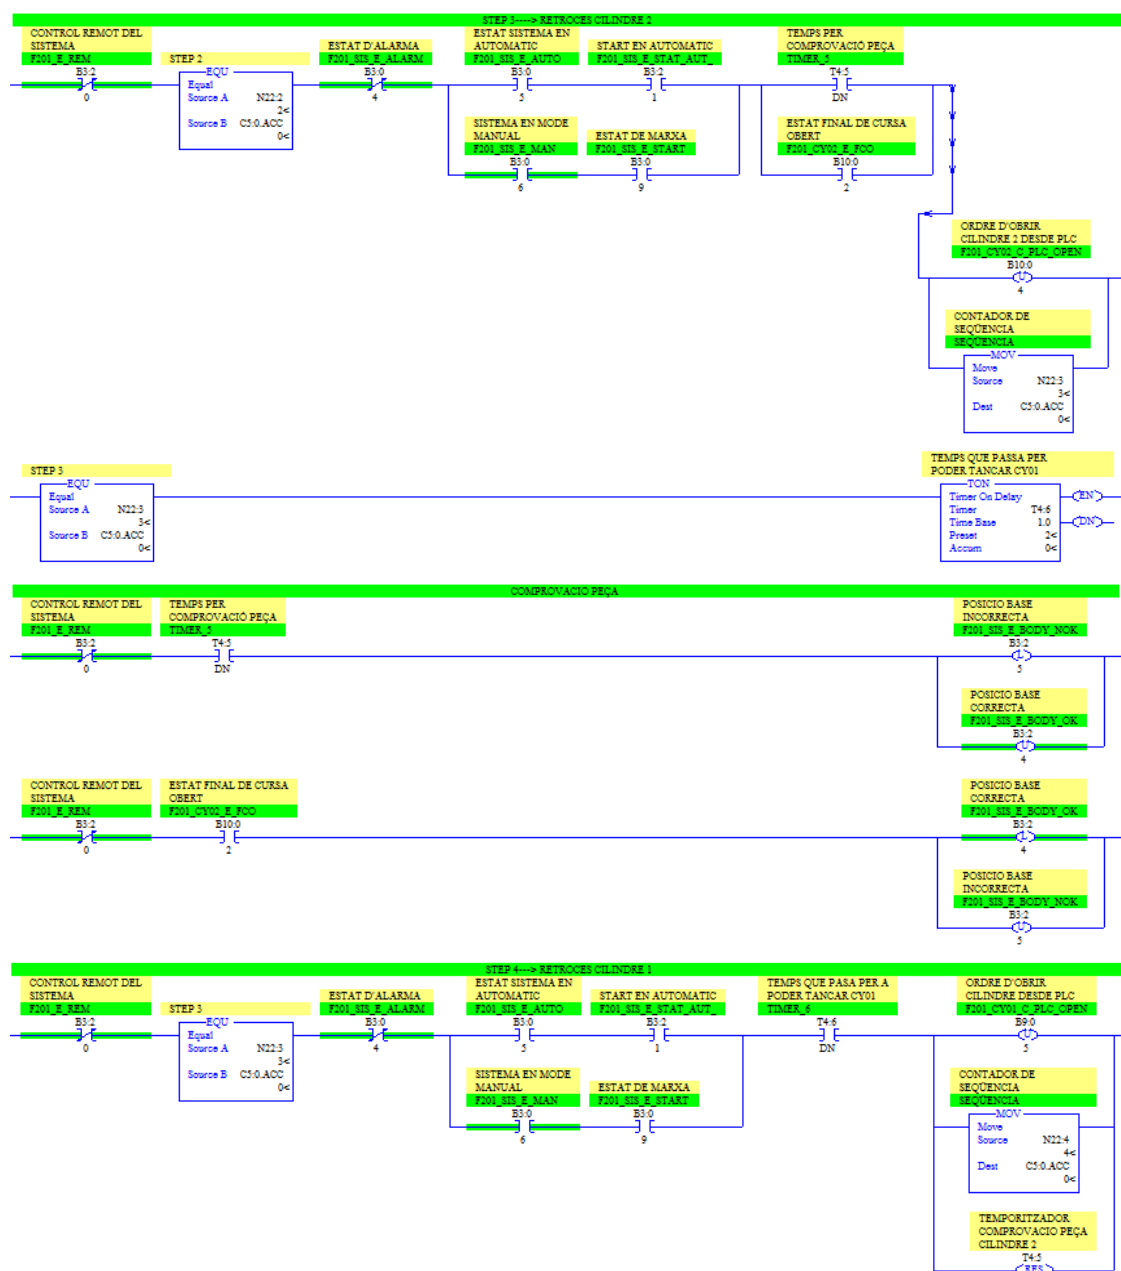 STEP 3----> RETROCES CILINDRE 2
CONTROL REMOT DEL
SISTEMA
F201_E_REM
B3:2
0
STEP 2
EQU
Equal
Source A N22:2
2<
Source B C5:0.ACC
0<
ESTAT D'ALARMA
F201_SIS_E_ALARM
B3:0
4
ESTAT SISTEMA EN
AUTOMATIC
F201_SIS_E_AUTO
B3:0
5
START EN AUTOMATIC
F201_SIS_E_STAT_AUT_
B3:2
1
TEMPS PER
COMPROVACIÓ PEÇA
TIMER_5
T4:5
DN
SISTEMA EN MODE
MANUAL
F201_SIS_E_MAN
B3:0
6
ESTAT DE MARXA
F201_SIS_E_START
B3:0
9
ESTAT FINAL DE CURSA
OBERT
F201_CY02_E_FCO
B10:0
2
ORDRE D'OBRIR
CILINDRE 2 DESDE PLC
F201_CY02_C_PLC_OPEN
B10:0
U
4
CONTADOR DE
SEQÜENCIA
SEQÜENCIA
MOV
Move
Source N22:3
3<
Dest C5:0.ACC
0<
STEP 3
EQU
Equal
Source A N22:3
3<
Source B C5:0.ACC
0<
TEMPS QUE PASSA PER
PODER TANCAR CY01
TON
Timer On Delay
Timer T4:6
Time Base 1.0
Preset 2<
Accum 0<
EN
DN
COMPROVACIO PEÇA
CONTROL REMOT DEL
SISTEMA
F201_E_REM
B3:2
0
TEMPS PER
COMPROVACIÓ PEÇA
TIMER_5
T4:5
DN
POSICIO BASE
INCORRECTA
F201_SIS_E_BODY_NOK
B3:2
L
5
POSICIO BASE
CORRECTA
F201_SIS_E_BODY_OK
B3:2
U
4
CONTROL REMOT DEL
SISTEMA
F201_E_REM
B3:2
0
ESTAT FINAL DE CURSA
OBERT
F201_CY02_E_FCO
B10:0
2
POSICIO BASE
CORRECTA
F201_SIS_E_BODY_OK
B3:2
L
4
POSICIO BASE
INCORRECTA
F201_SIS_E_BODY_NOK
B3:2
U
5
STEP 4----> RETROCES CILINDRE 1
CONTROL REMOT DEL
SISTEMA
F201_E_REM
B3:2
0
STEP 3
EQU
Equal
Source A N22:3
3<
Source B C5:0.ACC
0<
ESTAT D'ALARMA
F201_SIS_E_ALARM
B3:0
4
ESTAT SISTEMA EN
AUTOMATIC
F201_SIS_E_AUTO
B3:0
5
START EN AUTOMATIC
F201_SIS_E_STAT_AUT_
B3:2
1
SISTEMA EN MODE
MANUAL
F201_SIS_E_MAN
B3:0
6
ESTAT DE MARXA
F201_SIS_E_START
B3:0
9
TEMPS QUE PASA PER A
PODER TANCAR CY01
TIMER_6
T4:6
DN
ORDRE D'OBRIR
CILINDRE DESDE PLC
F201_CY01_C_PLC_OPEN
B9:0
U
5
CONTADOR DE
SEQÜENCIA
SEQÜENCIA
MOV
Move
Source N22:4
4<
Dest C5:0.ACC
0<
TEMPORITZADOR
COMPROVACIO PEÇA
CILINDRE 2
T4:5
RES